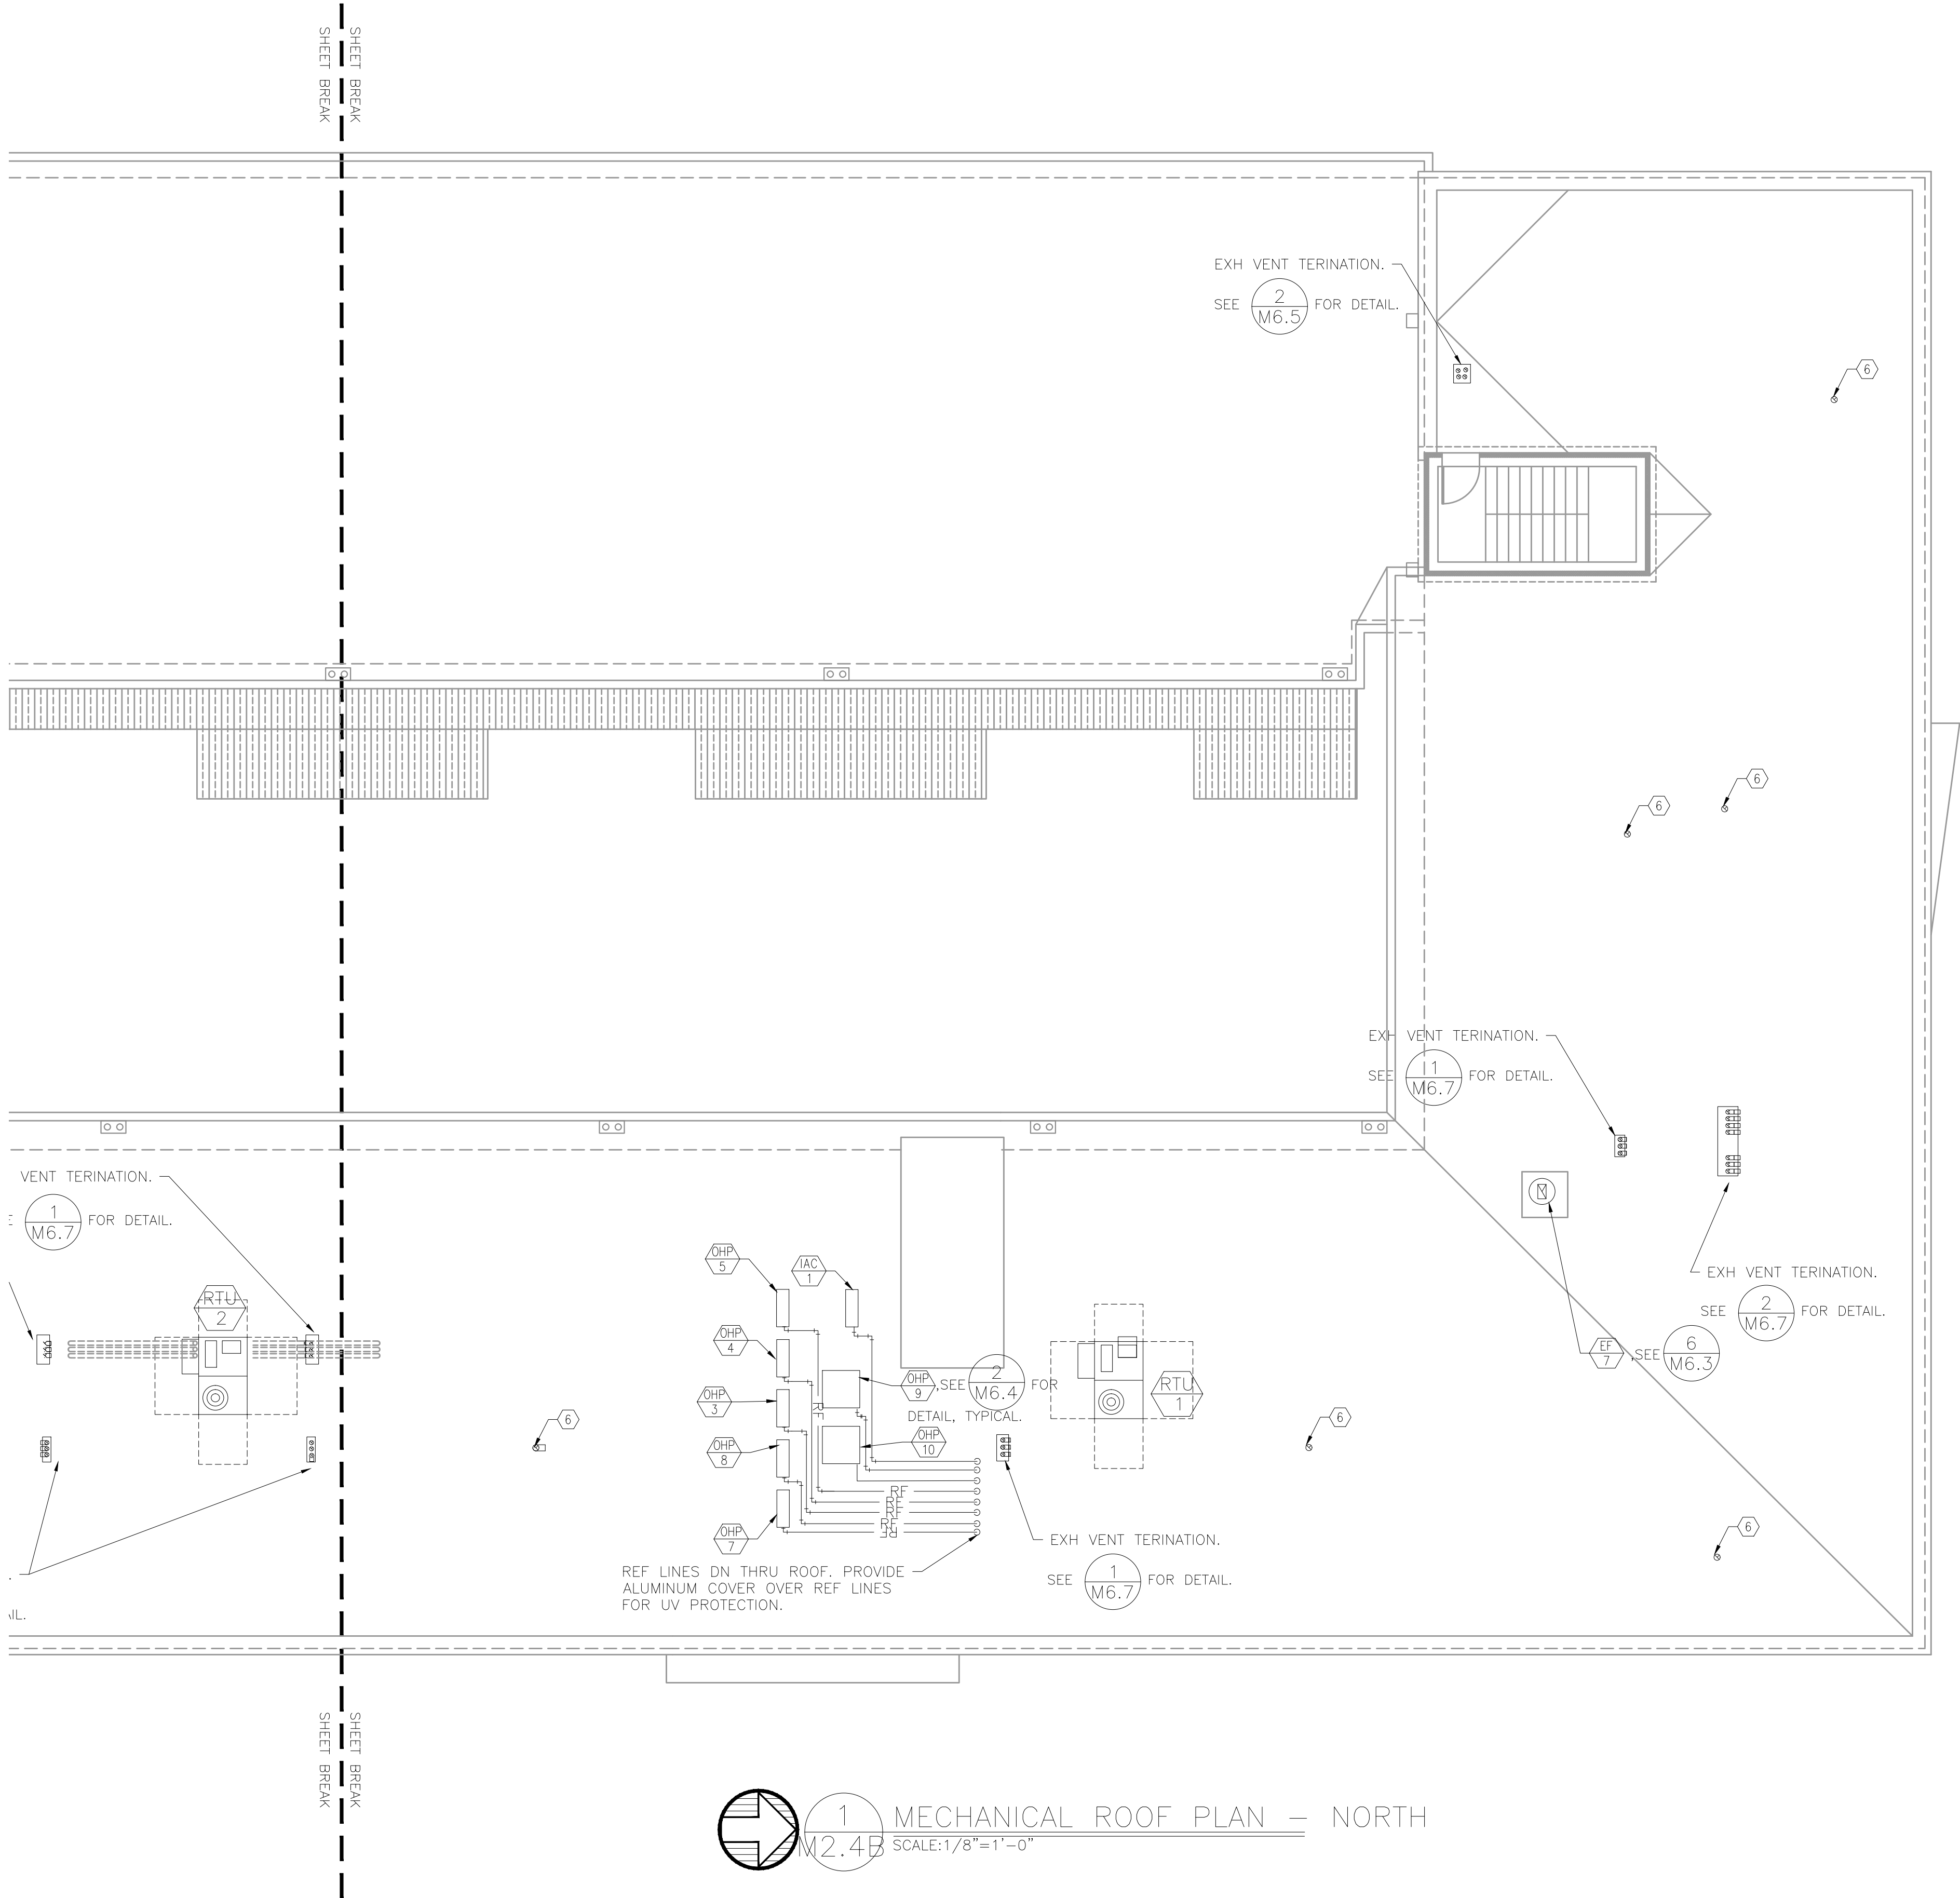 SHEET BREAK
SHEET BREAK
EXH VENT TERINATION.
SEE 2 FOR DETAIL.
M6.5
6
6
6
EXH VENT TERINATION.
SEE 1 FOR DETAIL.
M6.7
VENT TERINATION.
1 FOR DETAIL.
M6.7
RTU
2
OHP
5
IAC
1
OHP
4
OHP
3
OHP
8
OHP
7
OHP
9
,SEE 2 FOR
M6.4
DETAIL, TYPICAL.
OHP
10
RTU
1
RF
RF
RF
RF
RF
RF
6
6
6
EF
7
,SEE 6
M6.3
EXH VENT TERINATION.
SEE 2 FOR DETAIL.
M6.7
EXH VENT TERINATION.
SEE 1 FOR DETAIL.
M6.7
REF LINES DN THRU ROOF. PROVIDE
ALUMINUM COVER OVER REF LINES
FOR UV PROTECTION.
SHEET BREAK
SHEET BREAK
1
M2.4B
MECHANICAL ROOF PLAN – NORTH
SCALE:1/8"=1'–0"